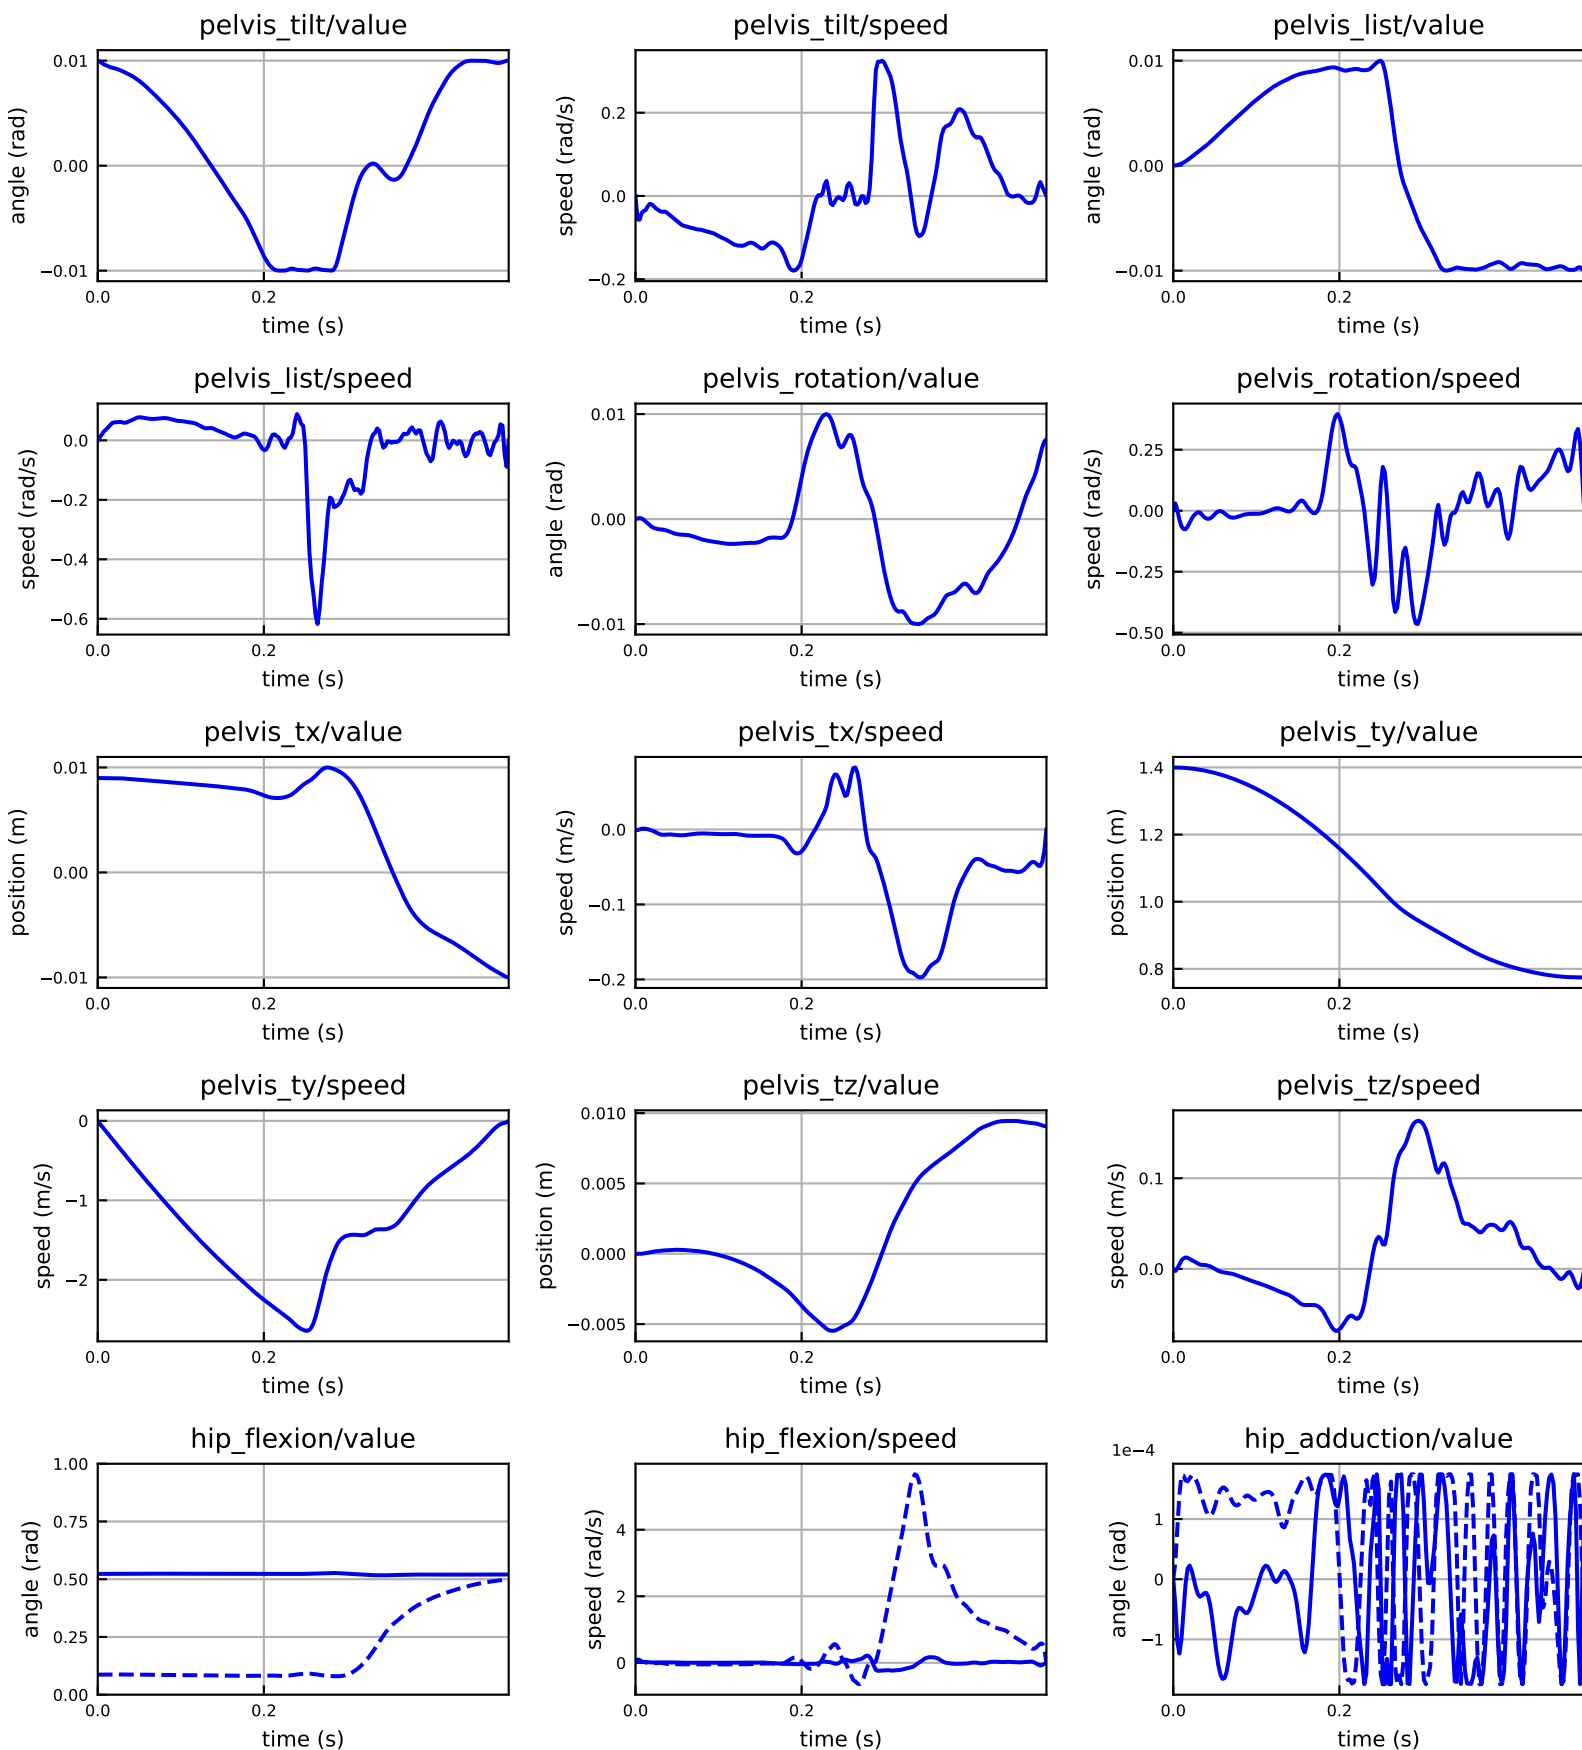 pelvis_tilt/value
0.01
0.00
−0.01
angle (rad)
0.0
0.2
time (s)
pelvis_tilt/speed
0.2
0.0
−0.2
speed (rad/s)
0.0
0.2
time (s)
pelvis_list/value
0.01
0.00
−0.01
angle (rad)
0.0
0.2
time (s)
pelvis_list/speed
0.0
−0.2
−0.4
−0.6
speed (rad/s)
0.0
0.2
time (s)
pelvis_rotation/value
0.01
0.00
−0.01
angle (rad)
0.0
0.2
time (s)
pelvis_rotation/speed
0.25
0.00
−0.25
−0.50
speed (rad/s)
0.0
0.2
time (s)
pelvis_tx/value
0.01
0.00
−0.01
position (m)
0.0
0.2
time (s)
pelvis_tx/speed
0.0
−0.1
−0.2
speed (m/s)
0.0
0.2
time (s)
pelvis_ty/value
1.4
1.2
1.0
0.8
position (m)
0.0
0.2
time (s)
pelvis_ty/speed
0
−1
−2
speed (m/s)
0.0
0.2
time (s)
pelvis_tz/value
0.010
0.005
0.000
−0.005
position (m)
0.0
0.2
time (s)
pelvis_tz/speed
0.1
0.0
speed (m/s)
0.0
0.2
time (s)
hip_flexion/value
1.00
0.75
0.50
0.25
0.00
angle (rad)
0.0
0.2
time (s)
hip_flexion/speed
4
2
0
speed (rad/s)
0.0
0.2
time (s)
hip_adduction/value
1e−4
1
0
−1
angle (rad)
0.0
0.2
time (s)